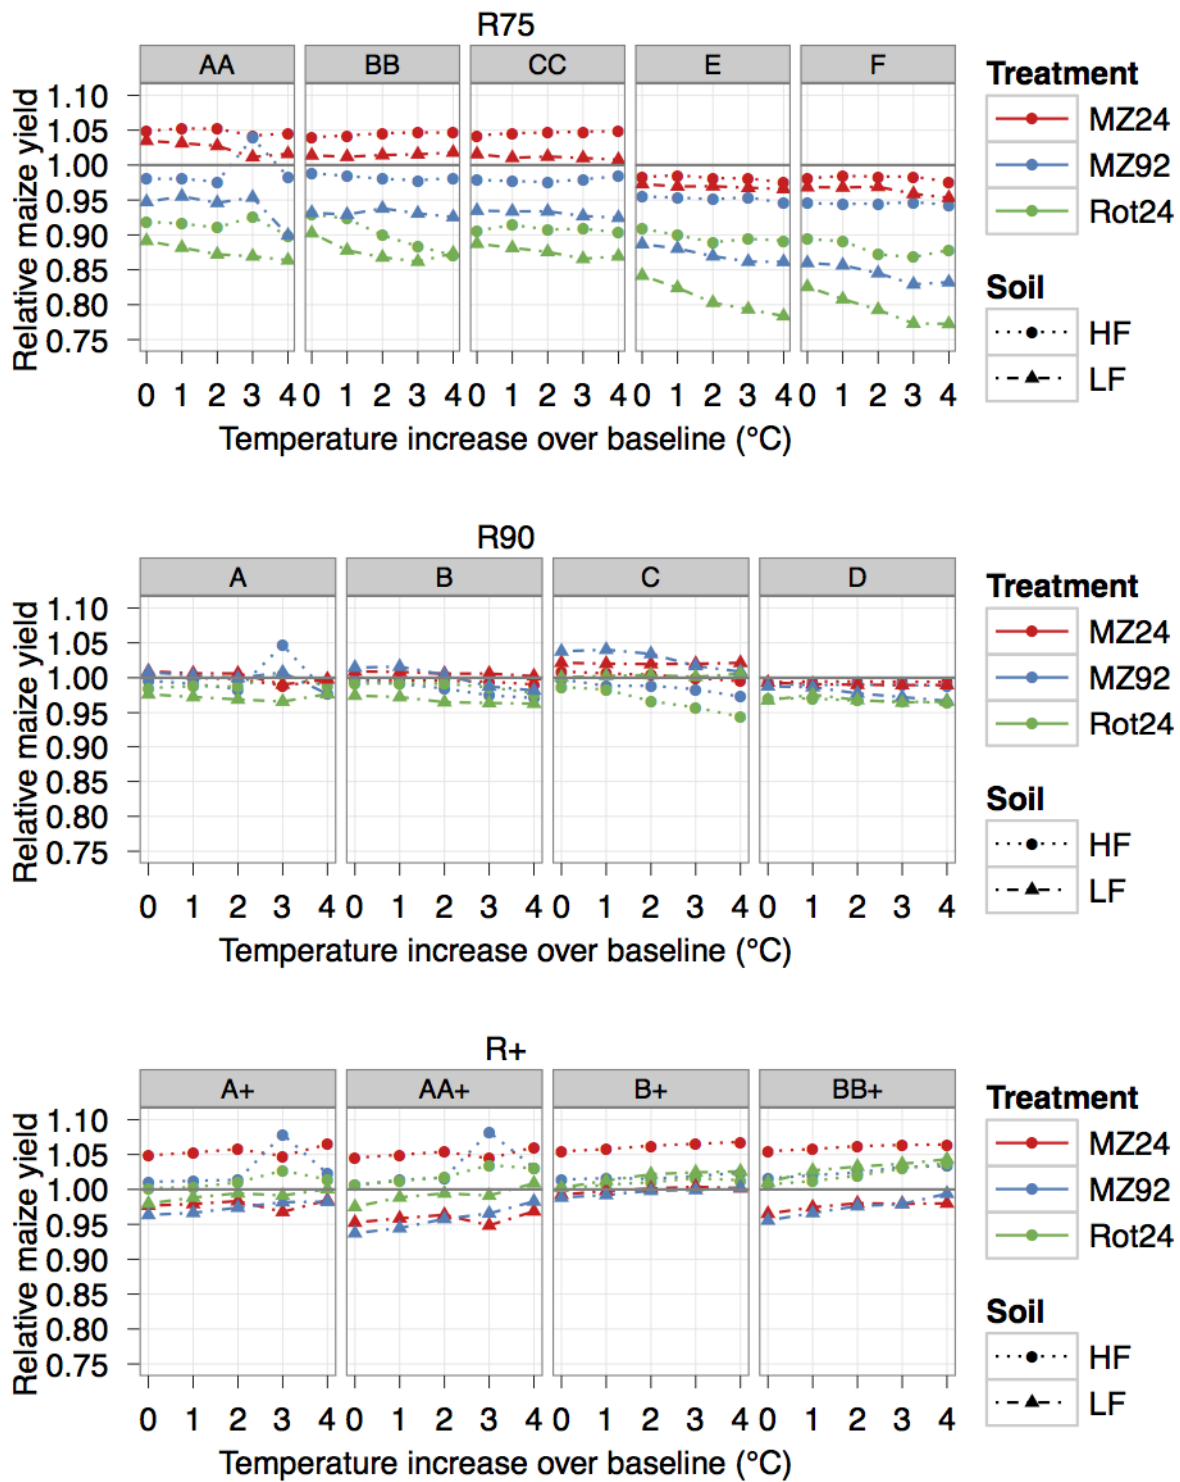 R75
AA BB CC E F
Relative maize yield
1.10
1.05
1.00
0.95
0.90
0.85
0.80
0.75
0 1 2 3 4 0 1 2 3 4 0 1 2 3 4 0 1 2 3 4 0 1 2 3 4
Temperature increase over baseline (°C)
Treatment
MZ24
MZ92
Rot24
Soil
HF
LF
R90
A B C D
Relative maize yield
1.10
1.05
1.00
0.95
0.90
0.85
0.80
0.75
0 1 2 3 4 0 1 2 3 4 0 1 2 3 4 0 1 2 3 4
Temperature increase over baseline (°C)
Treatment
MZ24
MZ92
Rot24
Soil
HF
LF
R+
A+ AA+ B+ BB+
Relative maize yield
1.10
1.05
1.00
0.95
0.90
0.85
0.80
0.75
0 1 2 3 4 0 1 2 3 4 0 1 2 3 4 0 1 2 3 4
Temperature increase over baseline (°C)
Treatment
MZ24
MZ92
Rot24
Soil
HF
LF